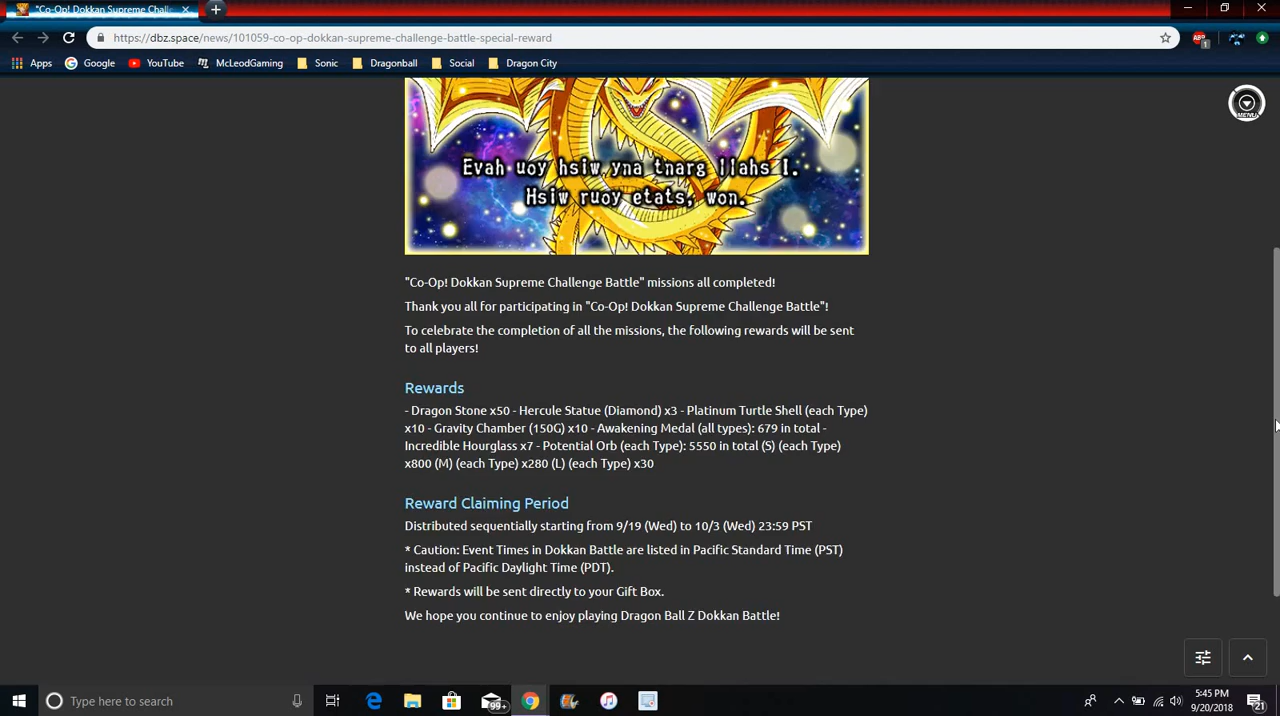 "Co-Op! Dokkan Supreme Chall
https://dbz.space/news/101059-co-op-dokkan-supreme-challenge-battle-special-reward
ABP
1
Apps
Google
YouTube
McLeodGaming
Sonic
Dragonball
Social
Dragon City
MENU
Evah uoy hsiw yna tnarg llahs I.
Hsiw ruoy etats, won.
"Co-Op! Dokkan Supreme Challenge Battle" missions all completed!
Thank you all for participating in "Co-Op! Dokkan Supreme Challenge Battle"!
To celebrate the completion of all the missions, the following rewards will be sent
to all players!
Rewards
- Dragon Stone x50 - Hercule Statue (Diamond) x3 - Platinum Turtle Shell (each Type)
x10 - Gravity Chamber (150G) x10 - Awakening Medal (all types): 679 in total -
Incredible Hourglass x7 - Potential Orb (each Type): 5550 in total (S) (each Type)
x800 (M) (each Type) x280 (L) (each Type) x30
Reward Claiming Period
Distributed sequentially starting from 9/19 (Wed) to 10/3 (Wed) 23:59 PST
* Caution: Event Times in Dokkan Battle are listed in Pacific Standard Time (PST)
instead of Pacific Daylight Time (PDT).
* Rewards will be sent directly to your Gift Box.
We hope you continue to enjoy playing Dragon Ball Z Dokkan Battle!
Type here to search
99+
5:45 PM
9/20/2018
21